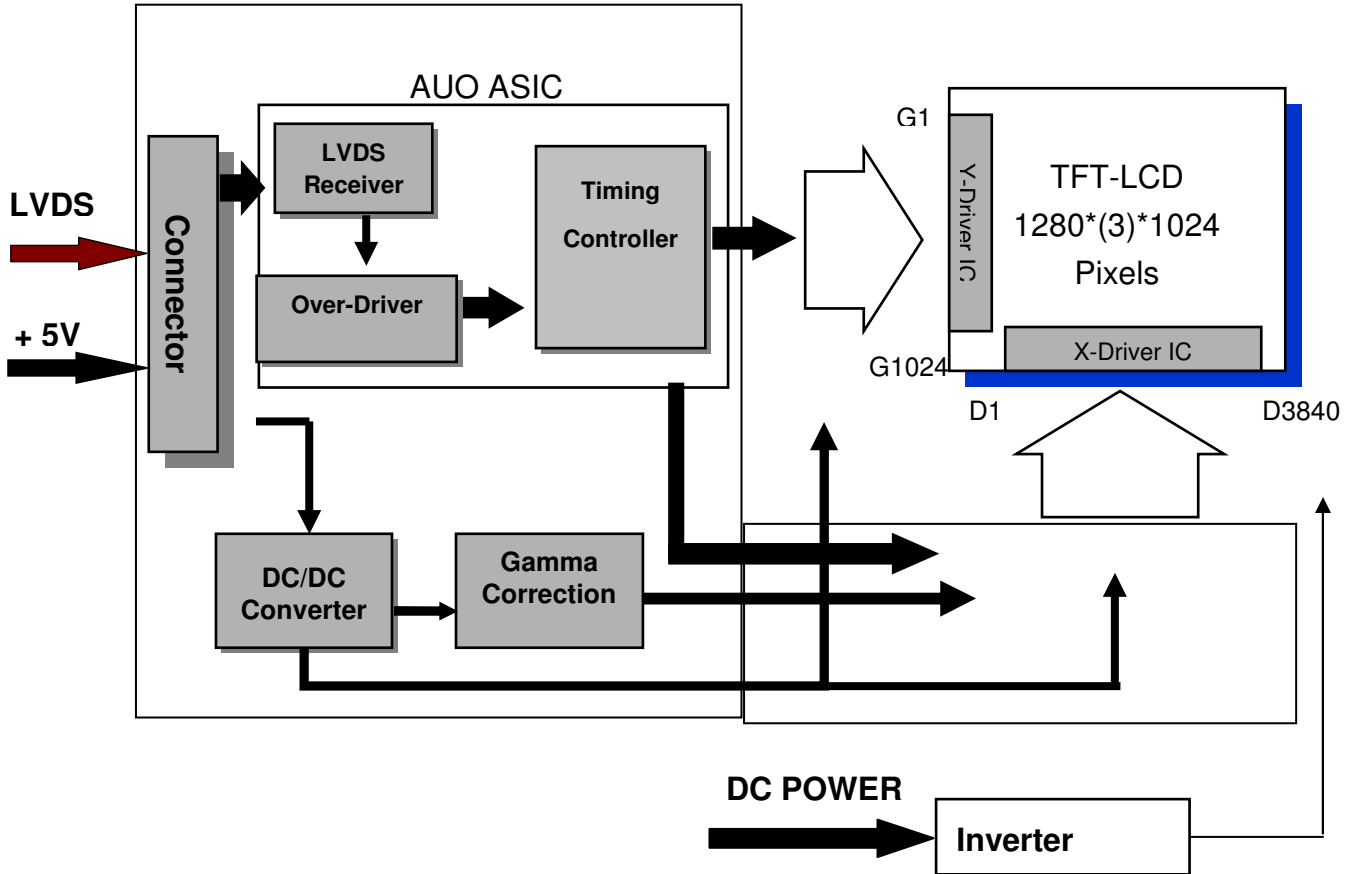 AUO ASIC
LVDS
Receiver
Timing
Controller
Over-Driver
LVDS
+ 5V
Connector
G1
G1024
Y-Driver IC
TFT-LCD
1280*(3)*1024
Pixels
X-Driver IC
D1
D3840
DC/DC
Converter
Gamma
Correction
DC POWER
Inverter